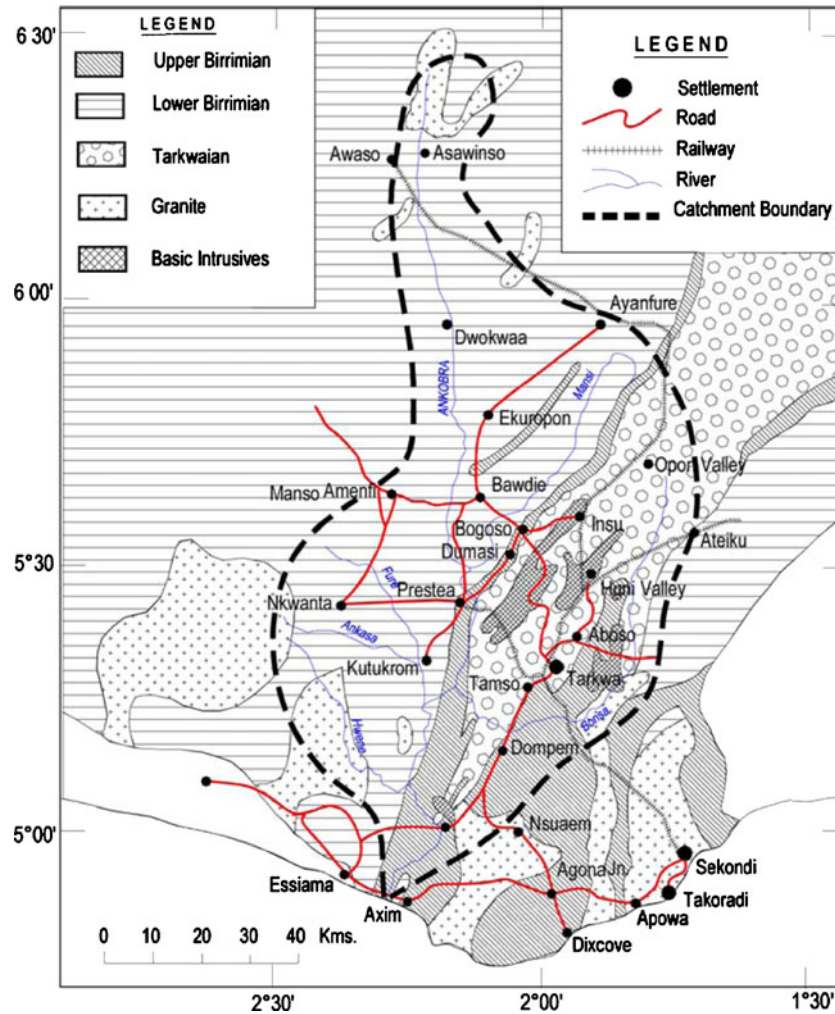 LEGEND
Upper Birrimian
Lower Birrimian
Tarkwaian
Granite
Basic Intrusives
LEGEND
Settlement
Road
Railway
River
Catchment Boundary
6 30'
6 00'
5°30'
5°00'
2°30'
2°00'
1°30'
Awaso
Asawinso
Ayanfure
Dwokwaa
ANKOBRA
Mansi
Ekuropon
Opon Valley
Manso Amenfi
Bawdie
Bogoso
Insu
Ateiku
Dumasi
Huni Valley
Fure
Prestea
Nkwanta
Ankasa
Aboso
Kutukrom
Tarkwa
Tamso
Hwene
Bonsa
Dompem
Nsuaem
Sekondi
Essiama
Agona Jn.
Takoradi
Axim
Apowa
Dixcove
0 10 20 30 40 Kms.